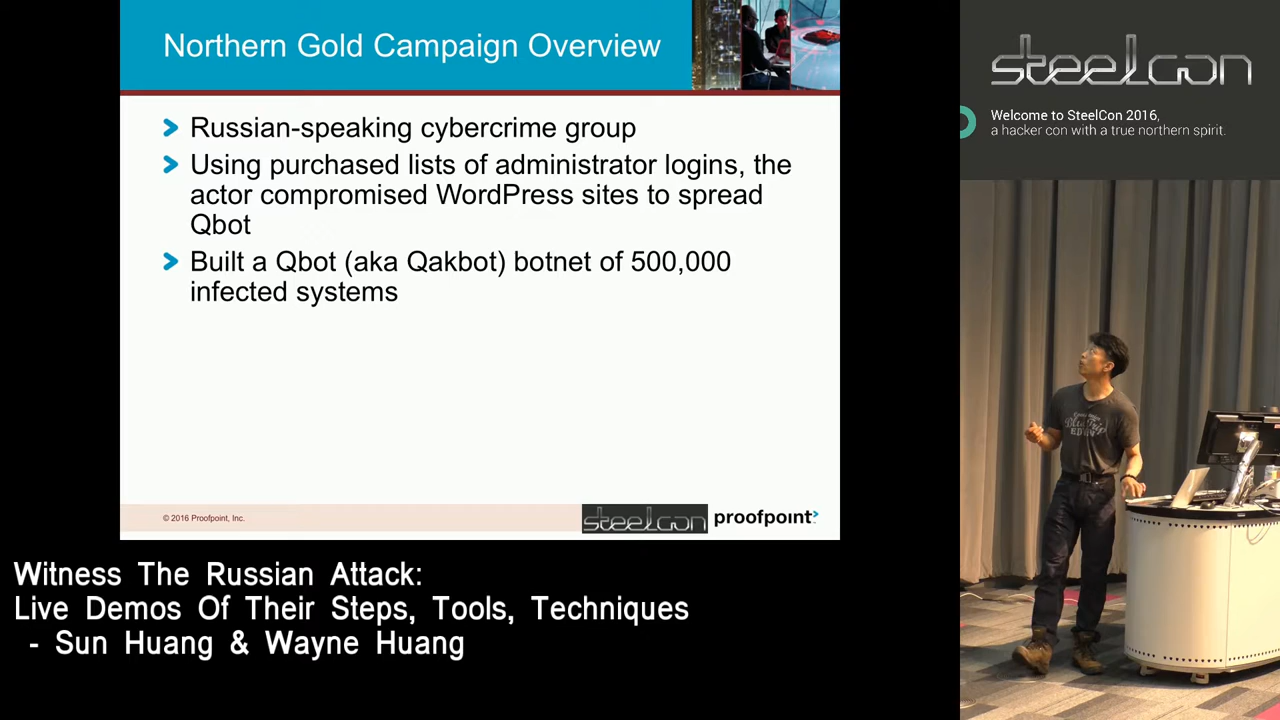 Northern Gold Campaign Overview
Russian-speaking cybercrime group
Using purchased lists of administrator logins, the
actor compromised WordPress sites to spread
Qbot
Built a Qbot (aka Qakbot) botnet of 500,000
infected systems
© 2016 Proofpoint, Inc.
steelcon
proofpoint
steelcon
Welcome to SteelCon 2016,
a hacker con with a true northern spirit.
Witness The Russian Attack:
Live Demos Of Their Steps, Tools, Techniques
- Sun Huang & Wayne Huang